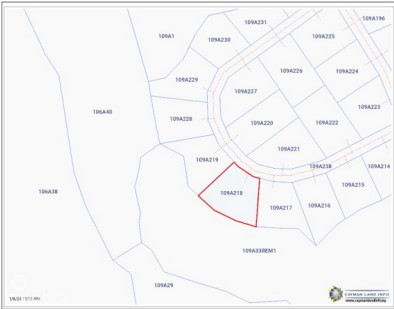 109A196
109A231
109A1
109A230
109A225
109A226
109A224
109A229
109A227
106A40
109A223
109A228
109A220
109A222
109A221
109A219
109A238
109A214
106A38
109A218
109A215
109A217
109A216
109A33REM1
109A29
CAYMAN LAND INFO
www.caymanlandinfo.ky